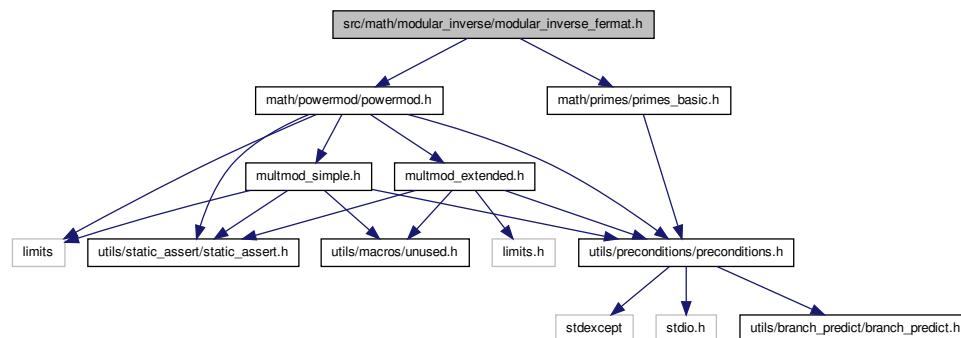 src/math/modular_inverse/modular_inverse_fermat.h
math/powermod/powermod.h
math/primes/primes_basic.h
multmod_simple.h
multmod_extended.h
limits
utils/static_assert/static_assert.h
utils/macros/unused.h
limits.h
utils/preconditions/preconditions.h
stdexcept
stdio.h
utils/branch_predict/branch_predict.h